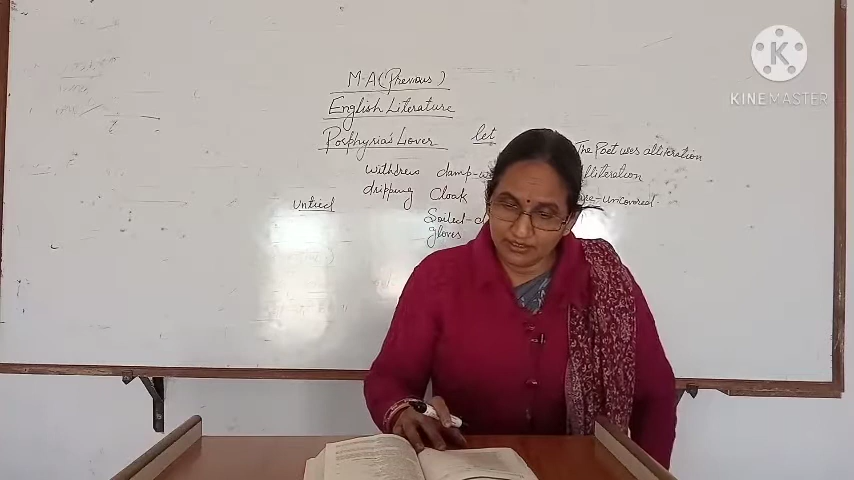 M.A (Previous)
English Literature
Porphyria's Lover
let
The Poet uses alliteration
withdrew
damp-w
alliteration
dripping
Cloak
-uncovered.
untied
Soiled-
gloves
K
KINEMASTER